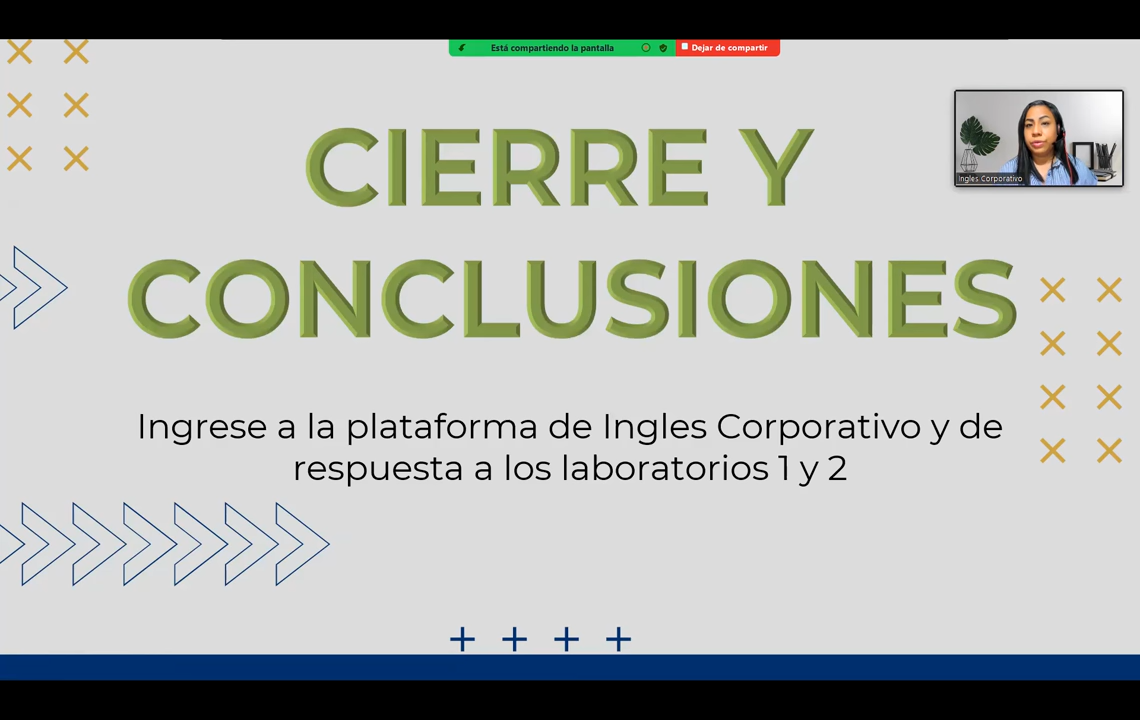 Está compartiendo la pantalla
Dejar de compartir
CIERRE Y
CONCLUSIONES
Ingles Corporativo
Ingrese a la plataforma de Ingles Corporativo y de
respuesta a los laboratorios 1 y 2